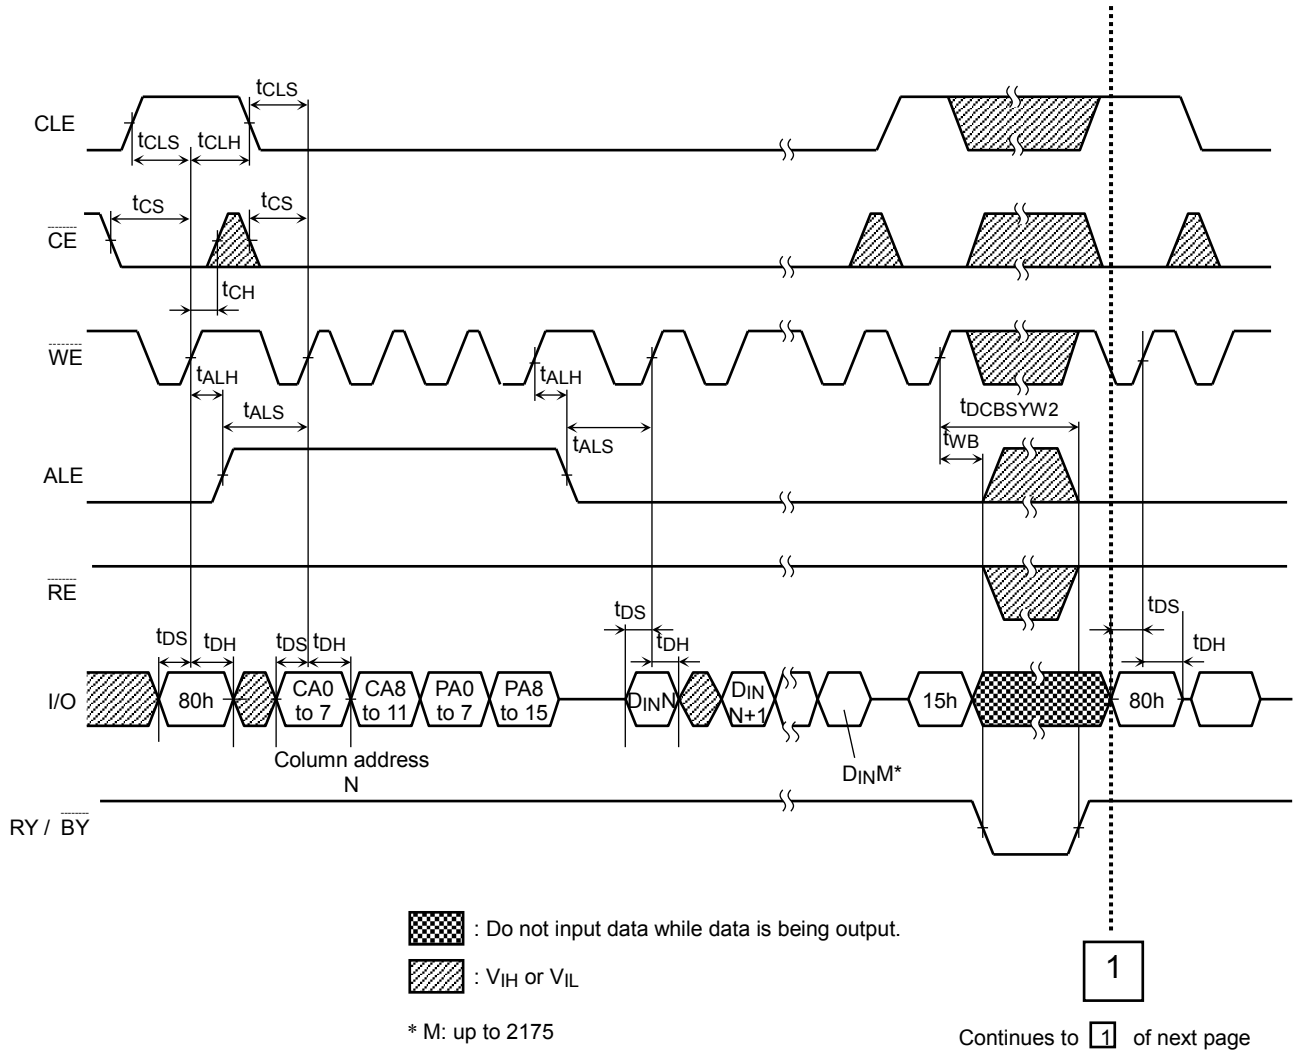 tCLS
CLE
tCLS tCLH
tCS tCS
CE
tCH
WE
tALH tALH
tALS tALS
tDCBSYW2
tWB
ALE
RE
tDS tDH tDS tDH tDS tDH tDS tDH
I/O
80h
CA0 to 7
CA8 to 11
PA0 to 7
PA8 to 15
DINN
DIN N+1
15h
80h
Column address
N
DINM*
RY / BY
: Do not input data while data is being output.
: VIH or VIL
* M: up to 2175
1
Continues to 1 of next page